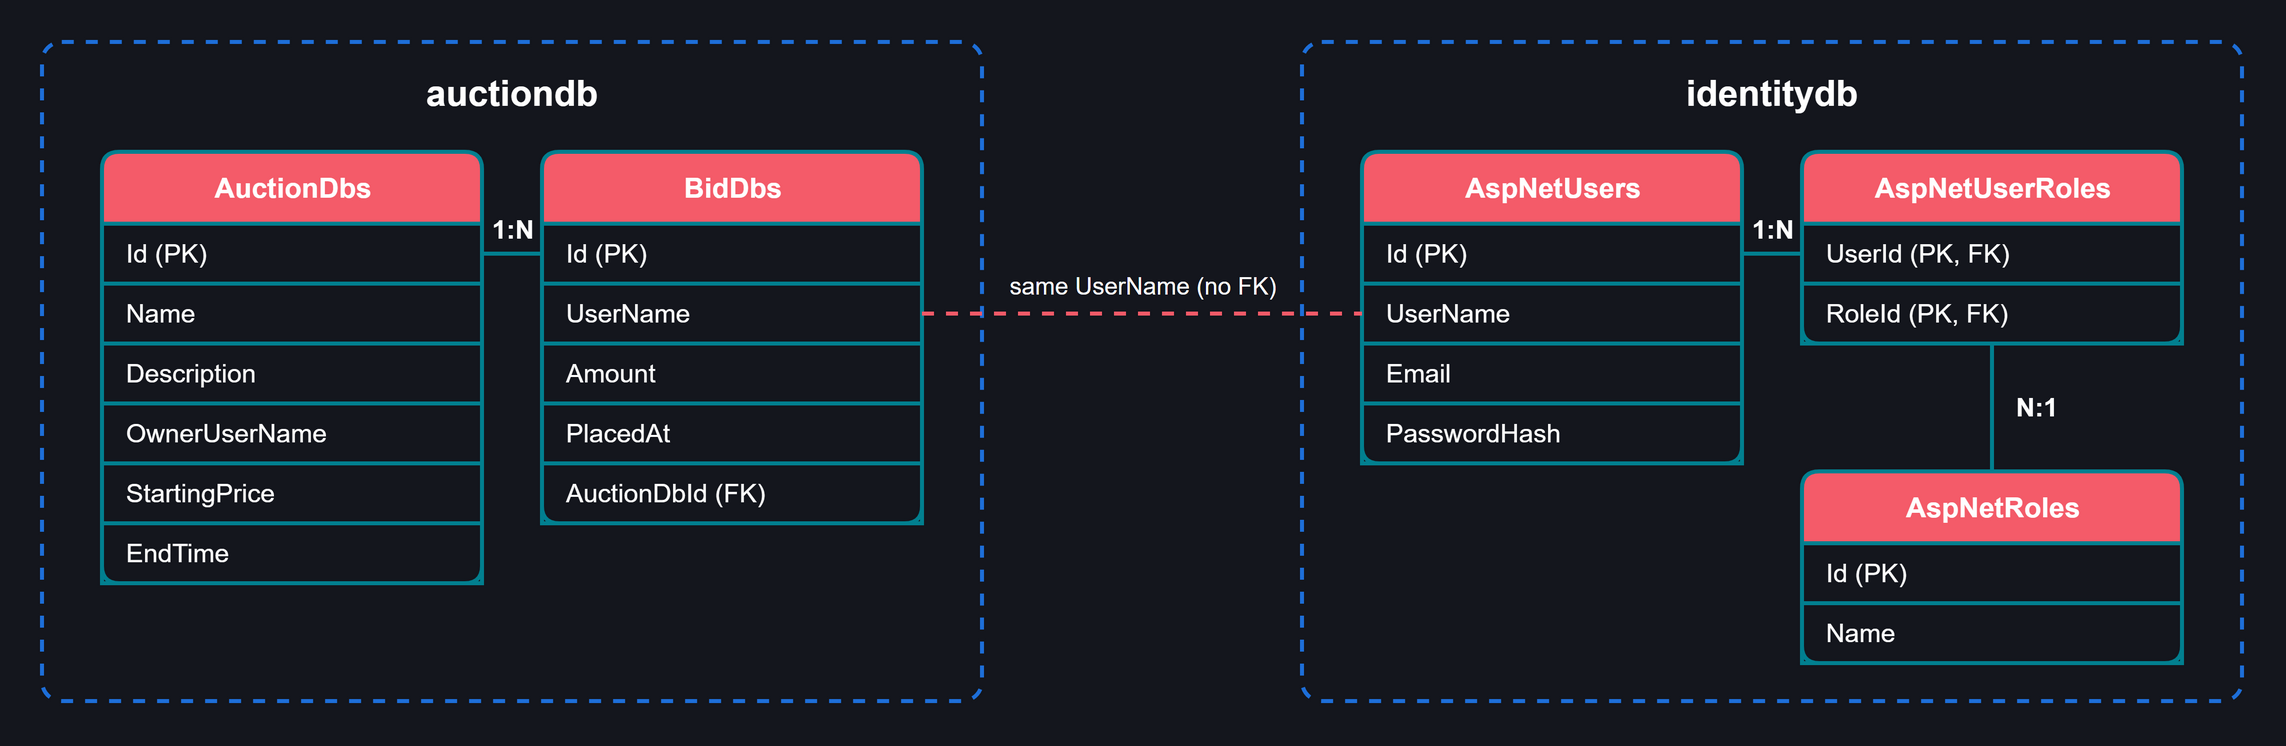 auctiondb
AuctionDbs
Id (PK)
Name
Description
OwnerUserName
StartingPrice
EndTime
1:N
BidDbs
Id (PK)
UserName
Amount
PlacedAt
AuctionDbId (FK)
same UserName (no FK)
identitydb
AspNetUsers
Id (PK)
UserName
Email
PasswordHash
1:N
AspNetUserRoles
UserId (PK, FK)
RoleId (PK, FK)
N:1
AspNetRoles
Id (PK)
Name